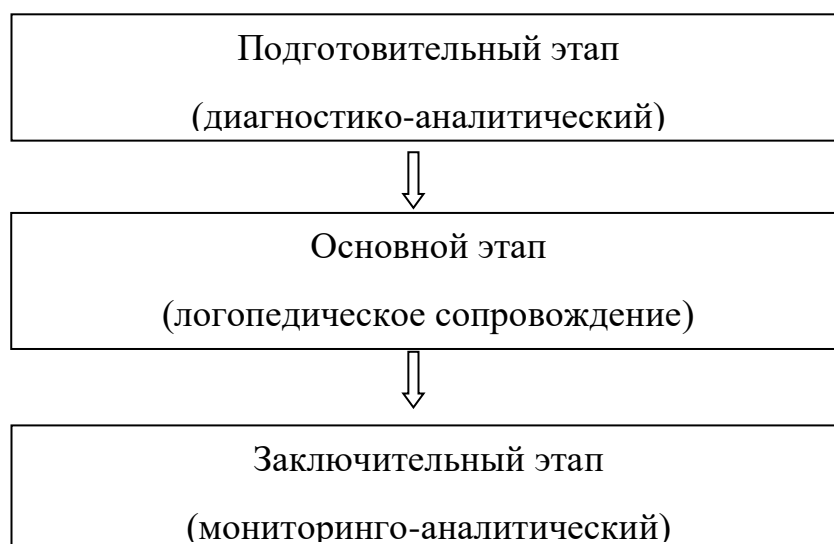 Подготовительный этап
(диагностико-аналитический)
Основной этап
(логопедическое сопровождение)
Заключительный этап
(мониторинго-аналитический)